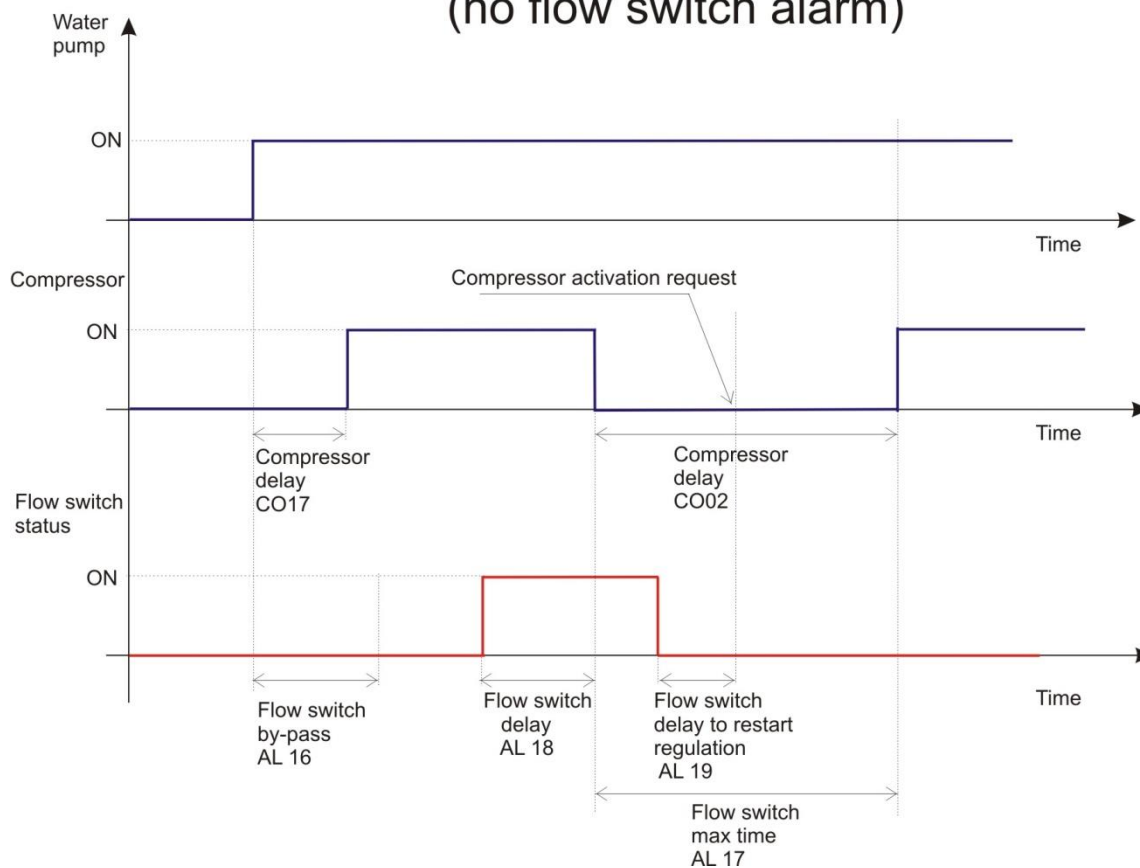 (no flow switch alarm)
Water
pump
ON
Time
Compressor
Compressor activation request
ON
Time
Compressor
delay
CO17
Compressor
delay
CO02
Flow switch
status
ON
Time
Flow switch
by-pass
AL 16
Flow switch
delay
AL 18
Flow switch
delay to restart
regulation
AL 19
Flow switch
max time
AL 17